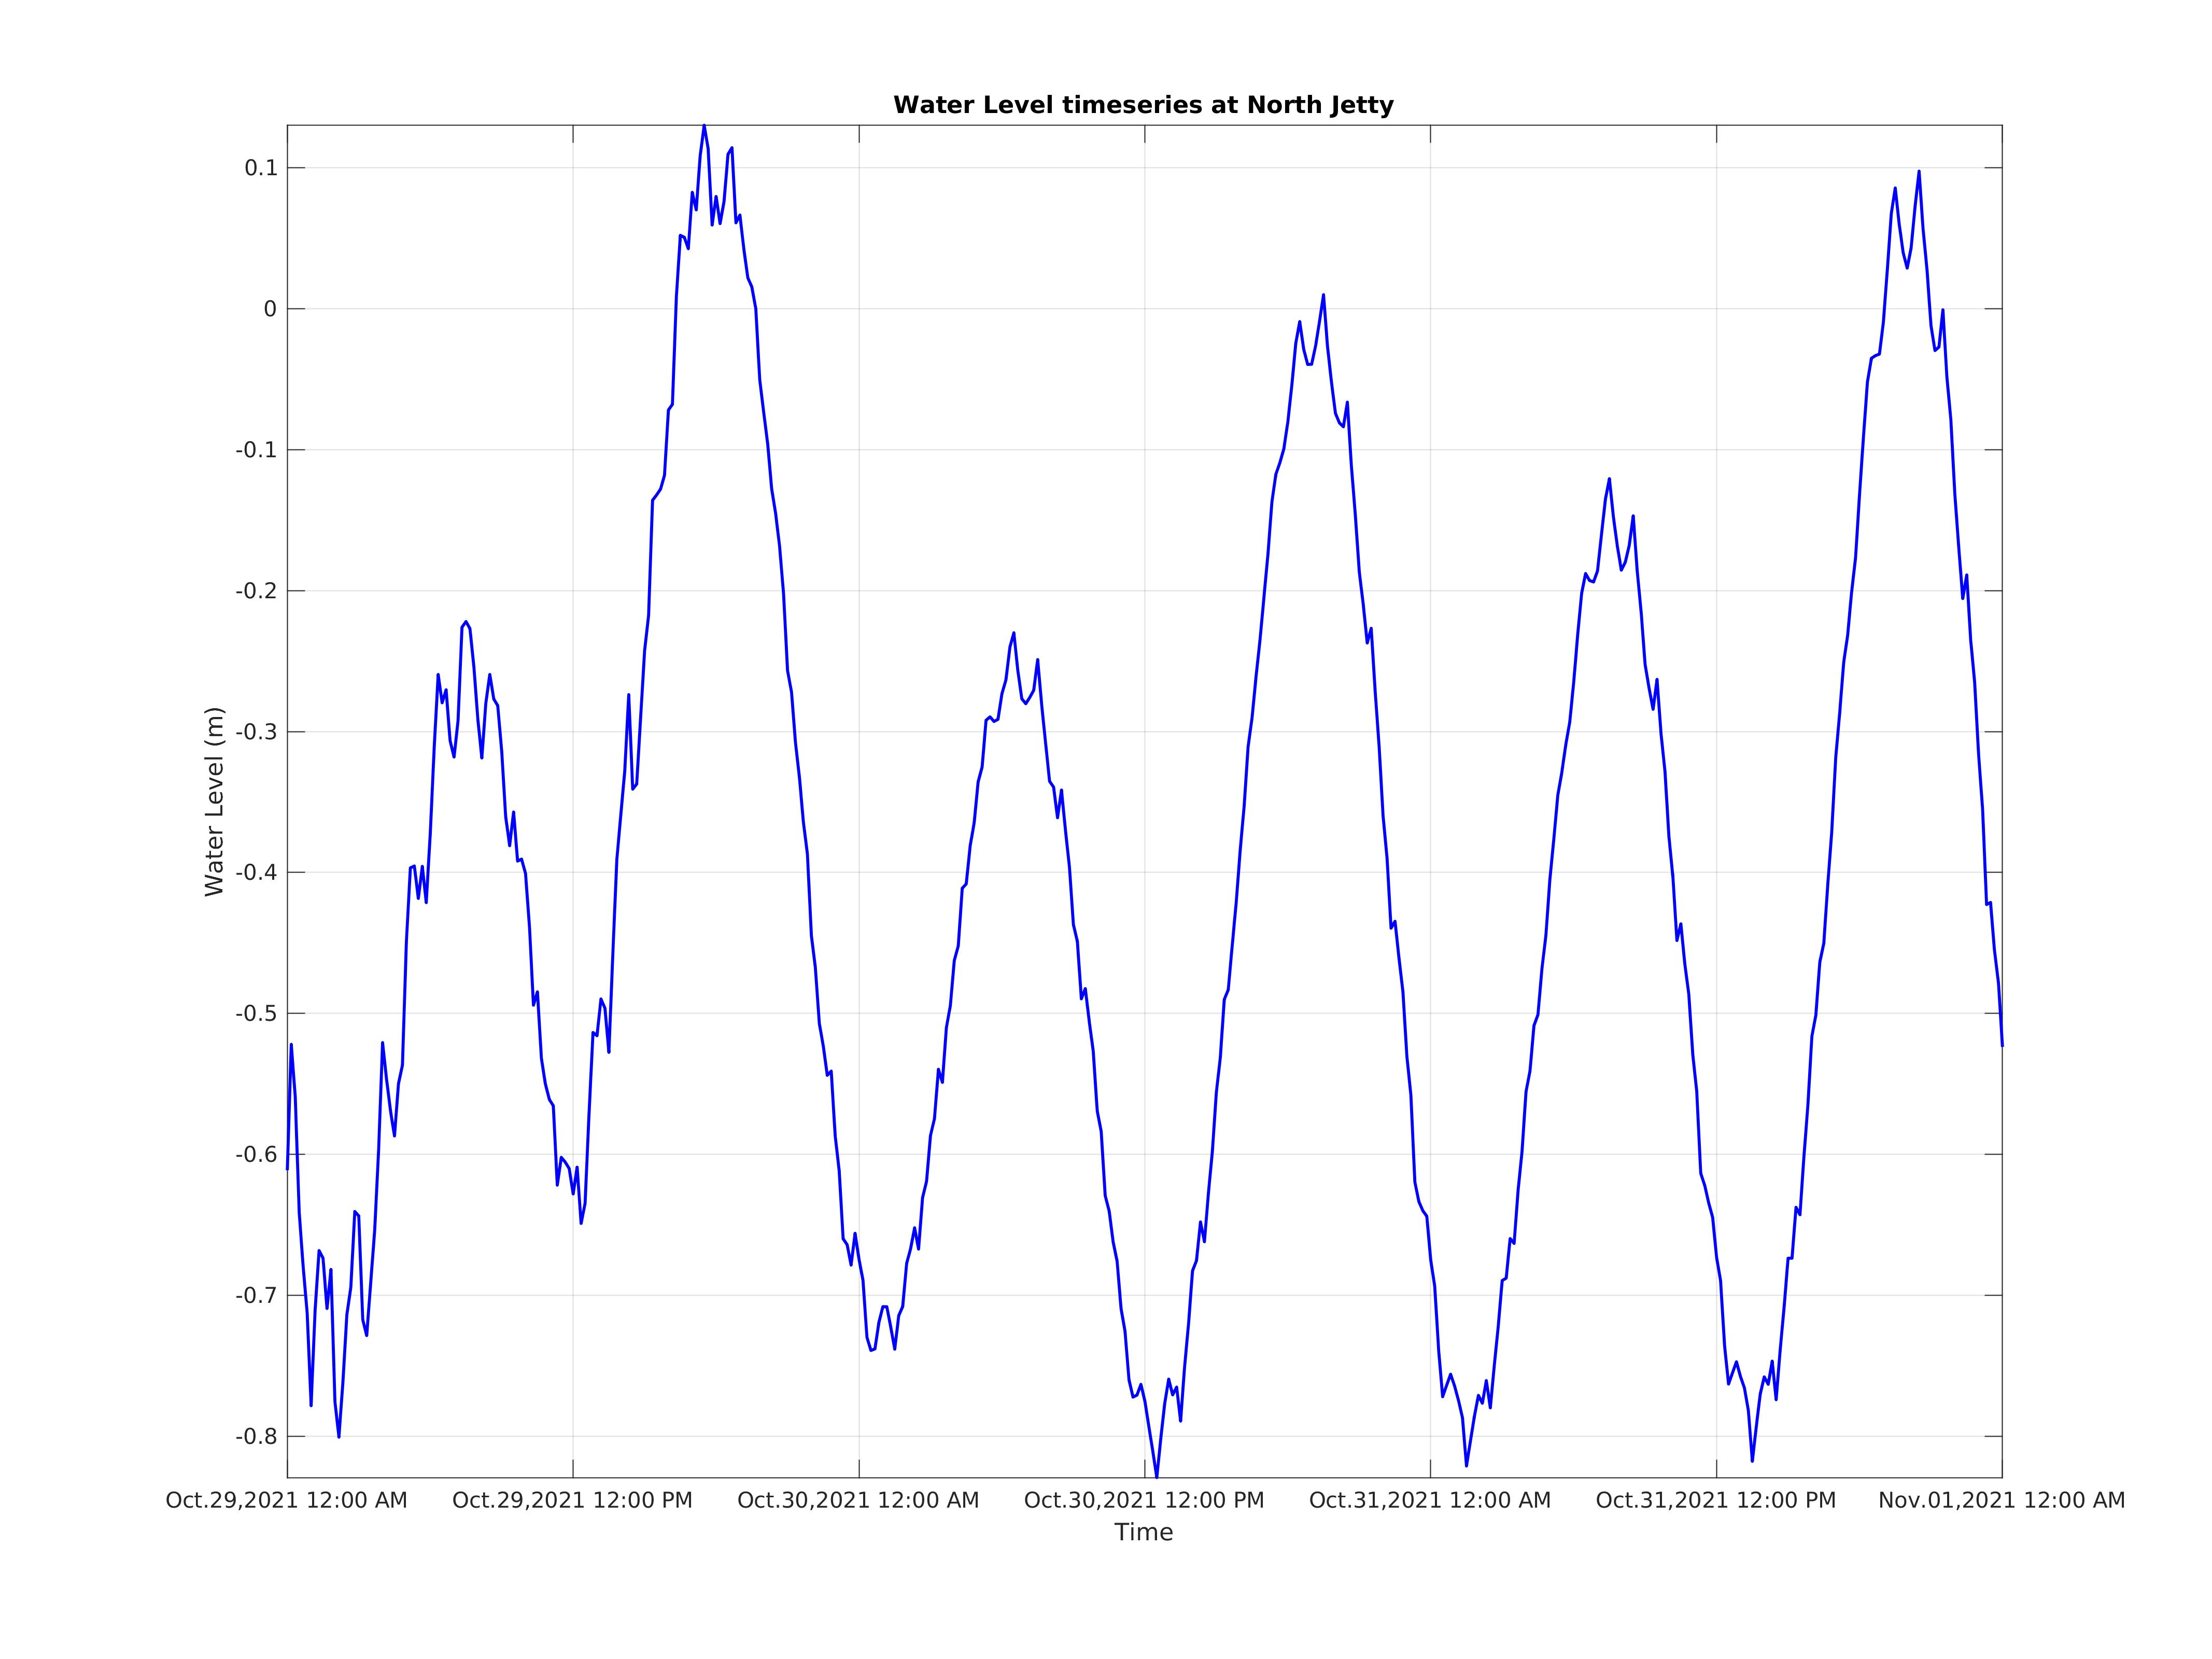 Water Level timeseries at North Jetty
0.1
0
-0.1
-0.2
-0.3
-0.4
-0.5
-0.6
-0.7
-0.8
Water Level (m)
Oct.29,2021 12:00 AM Oct.29,2021 12:00 PM Oct.30,2021 12:00 AM Oct.30,2021 12:00 PM Oct.31,2021 12:00 AM Oct.31,2021 12:00 PM Nov.01,2021 12:00 AM
Time